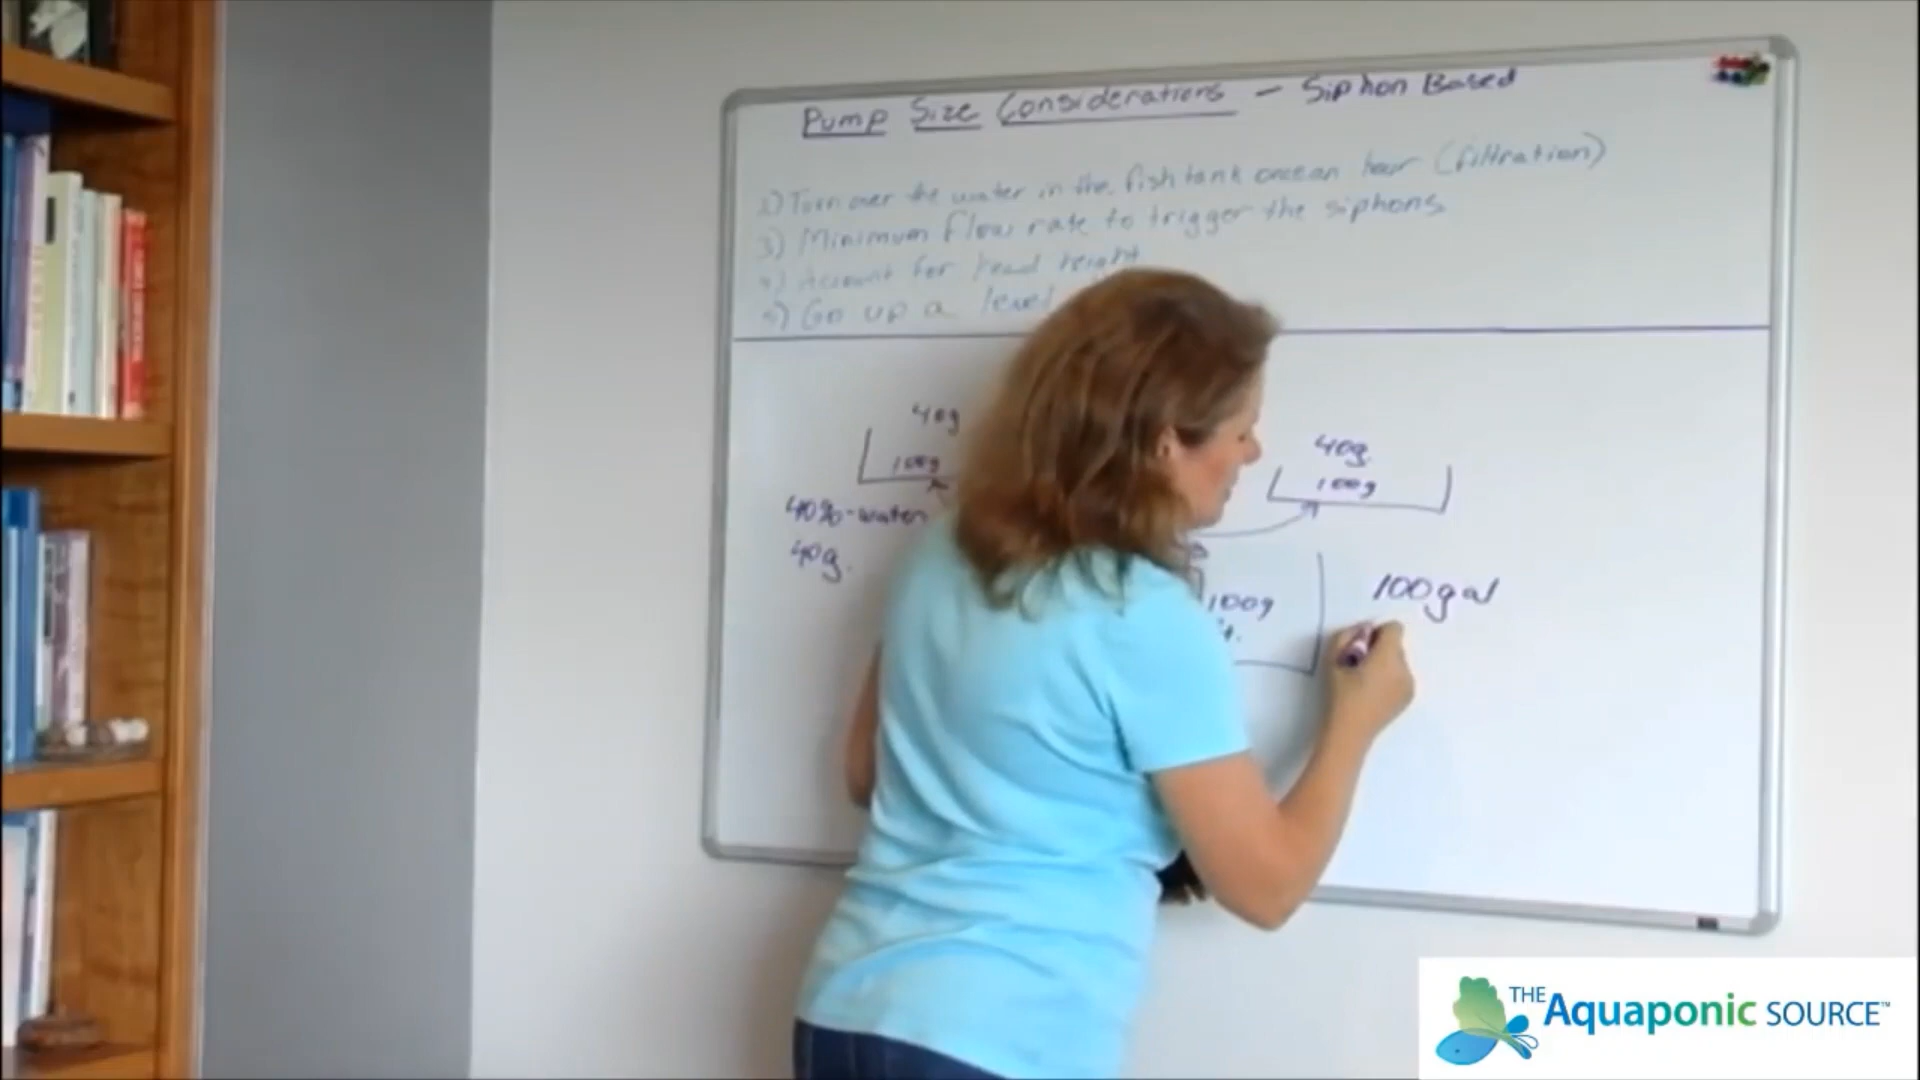 Pump Size Considerations - Siphon Based
2) Turn over the water in the fish tank once an hour (filtration)
3) Minimum flow rate to trigger the siphons.
4) Account for head height
5) Go up a level
40g
100g
40%-water
40g.
40g.
100g
100g
100gal
THE Aquaponic SOURCE™